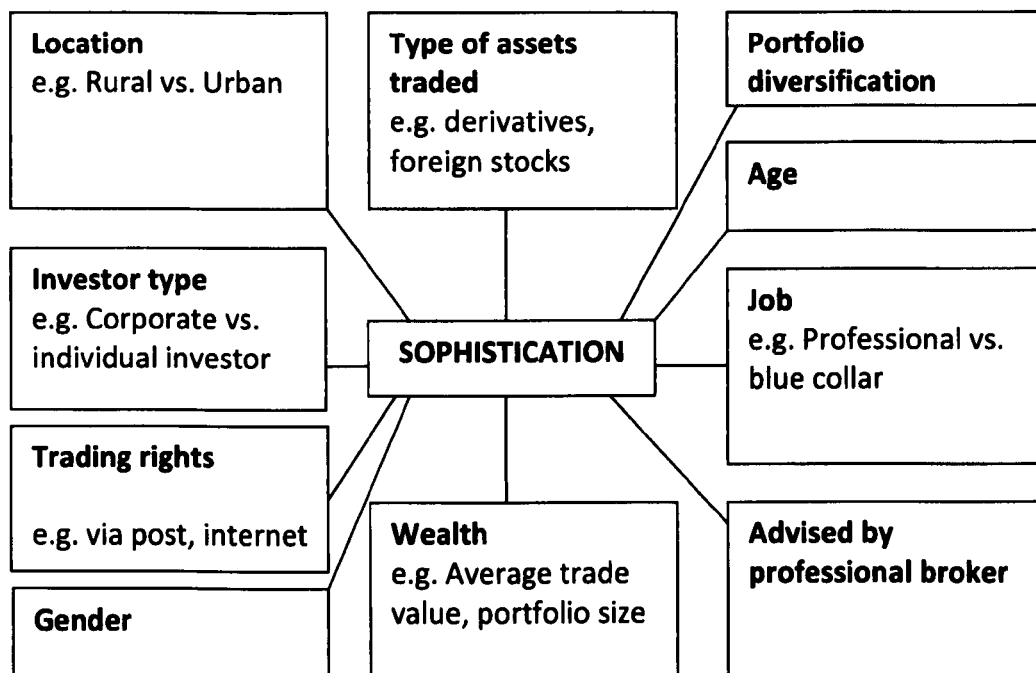 Location
e.g. Rural vs. Urban
Type of assets
traded
e.g. derivatives,
foreign stocks
Portfolio
diversification
Age
Investor type
e.g. Corporate vs.
individual investor
SOPHISTICATION
Job
e.g. Professional vs.
blue collar
Trading rights
e.g. via post, internet
Gender
Wealth
e.g. Average trade
value, portfolio size
Advised by
professional broker